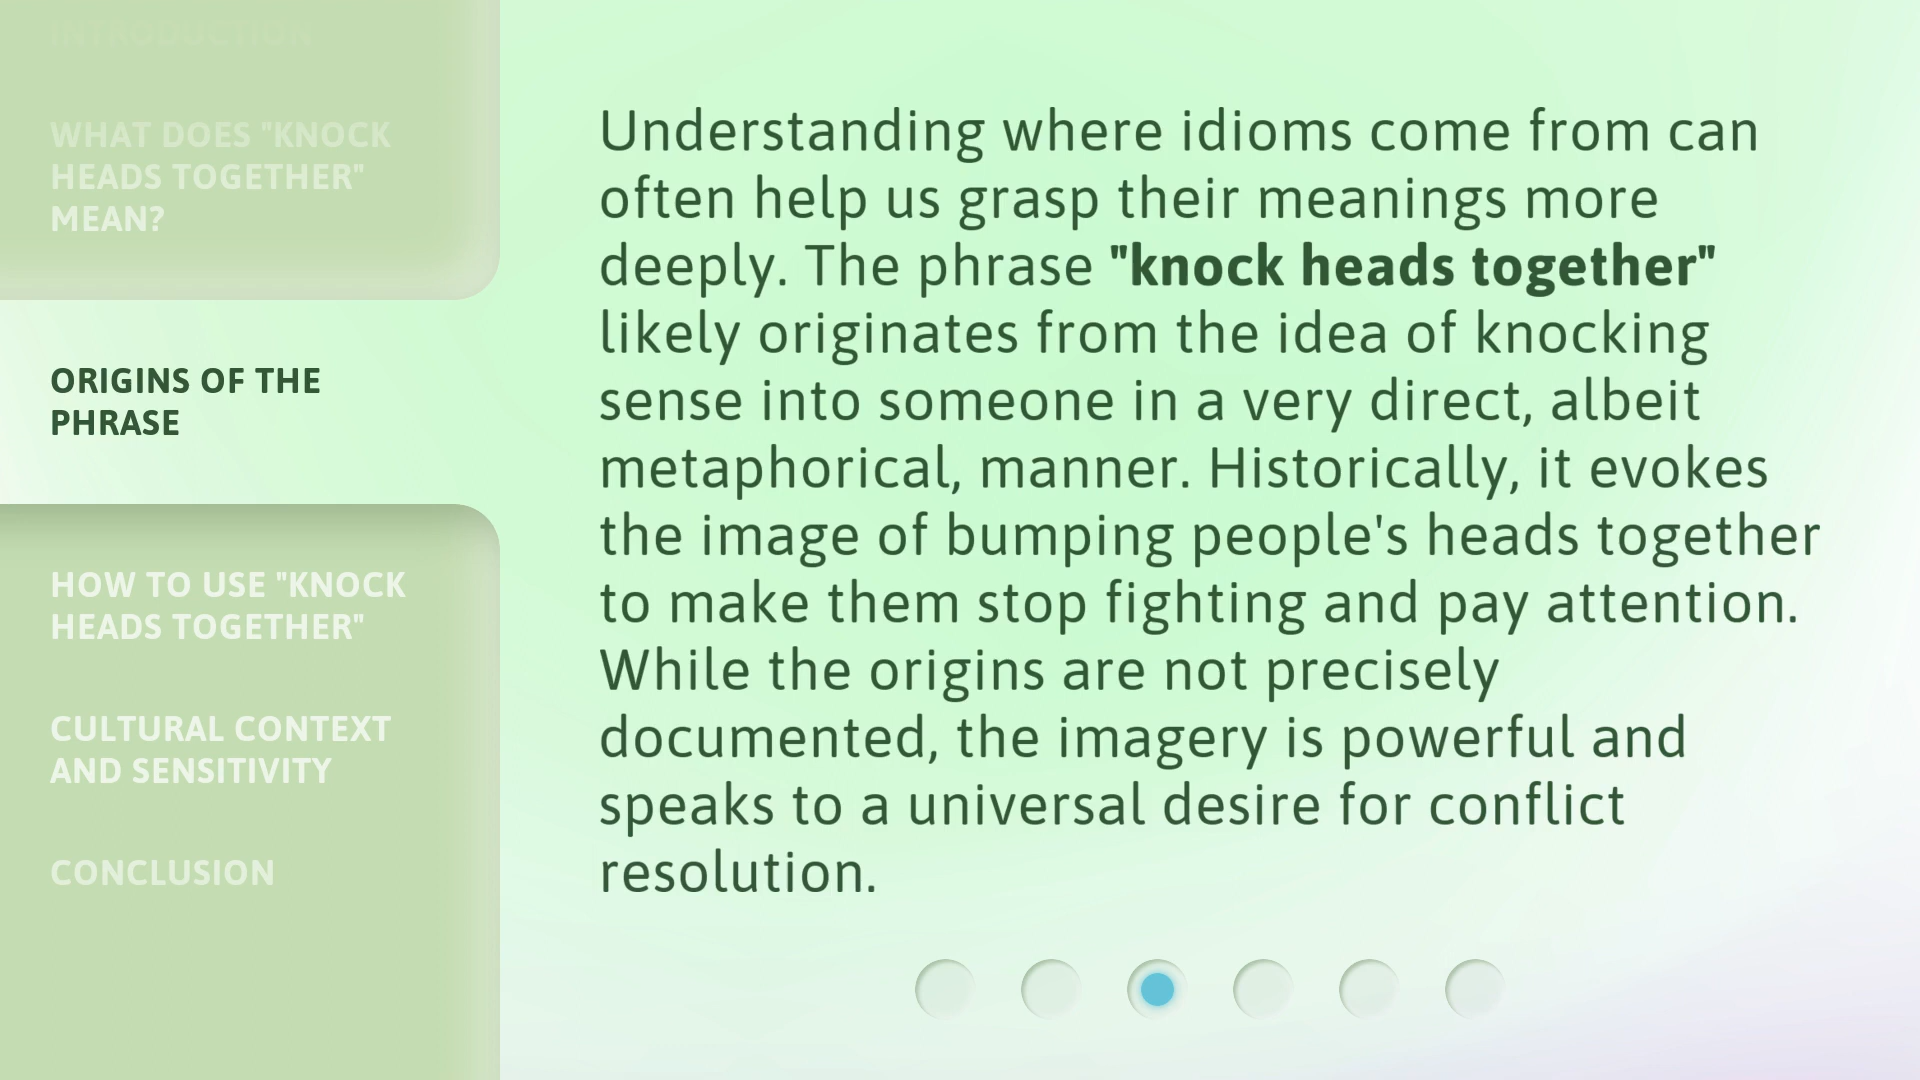 INTRODUCTION
WHAT DOES "KNOCK
HEADS TOGETHER"
MEAN?
ORIGINS OF THE
PHRASE
HOW TO USE "KNOCK
HEADS TOGETHER"
CULTURAL CONTEXT
AND SENSITIVITY
CONCLUSION
Understanding where idioms come from can
often help us grasp their meanings more
deeply. The phrase "knock heads together"
likely originates from the idea of knocking
sense into someone in a very direct, albeit
metaphorical, manner. Historically, it evokes
the image of bumping people's heads together
to make them stop fighting and pay attention.
While the origins are not precisely
documented, the imagery is powerful and
speaks to a universal desire for conflict
resolution.